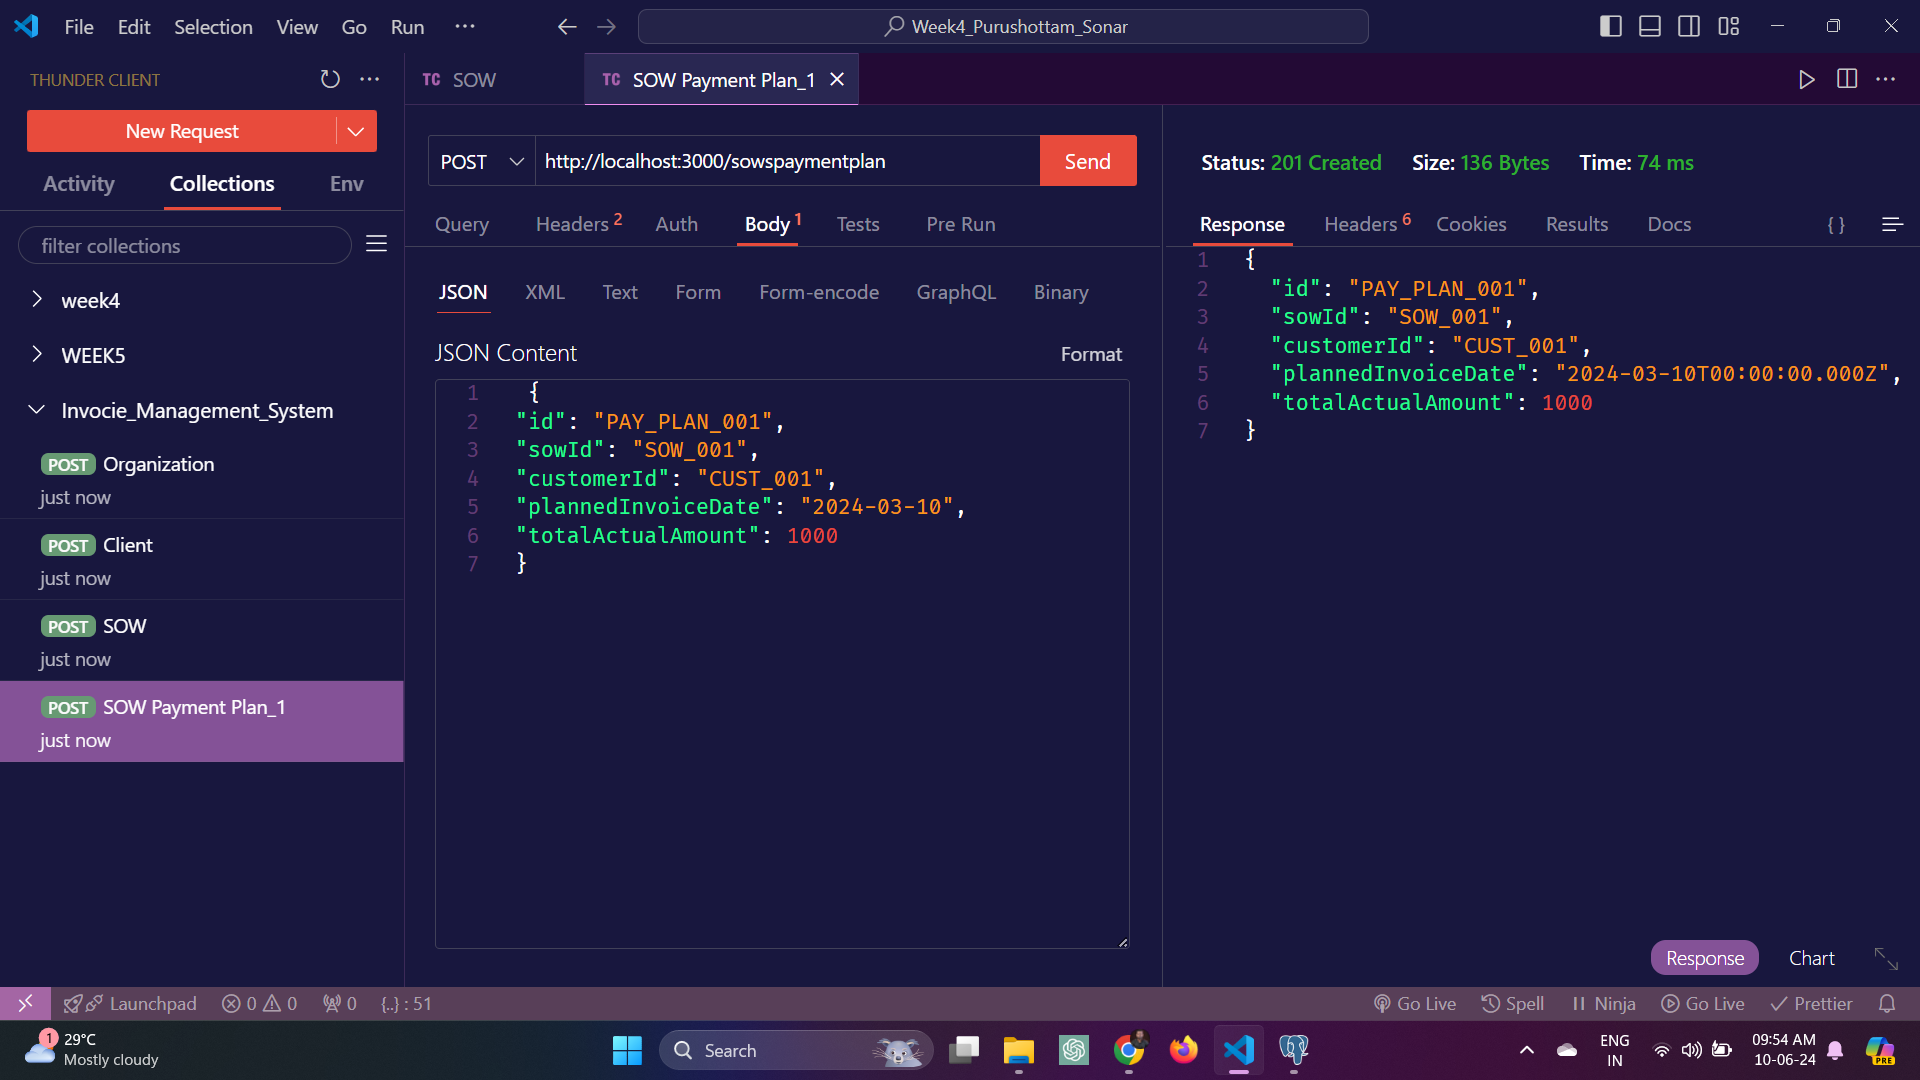 File Edit Selection View Go Run ···
Week4_Purushottam_Sonar
THUNDER CLIENT
New Request
Activity Collections Env
filter collections
week4
WEEK5
Invocie_Management_System
POST Organization
just now
POST Client
just now
POST SOW
just now
POST SOW Payment Plan_1
just now
TC SOW
TC SOW Payment Plan_1
POST http://localhost:3000/sowspaymentplan Send
Query Headers 2 Auth Body 1 Tests Pre Run
JSON XML Text Form Form-encode GraphQL Binary
JSON Content Format
1 {
2 "id": "PAY_PLAN_001",
3 "sowId": "SOW_001",
4 "customerId": "CUST_001",
5 "plannedInvoiceDate": "2024-03-10",
6 "totalActualAmount": 1000
7 }
Status: 201 Created Size: 136 Bytes Time: 74 ms
Response Headers 6 Cookies Results Docs { }
1 {
2 "id": "PAY_PLAN_001",
3 "sowId": "SOW_001",
4 "customerId": "CUST_001",
5 "plannedInvoiceDate": "2024-03-10T00:00:00.000Z",
6 "totalActualAmount": 1000
7 }
Response Chart
Launchpad 0 0 0 {..} : 51
Go Live Spell Ninja Go Live Prettier
1 29°C
Mostly cloudy
Search
ENG
IN
09:54 AM
10-06-24
PRE